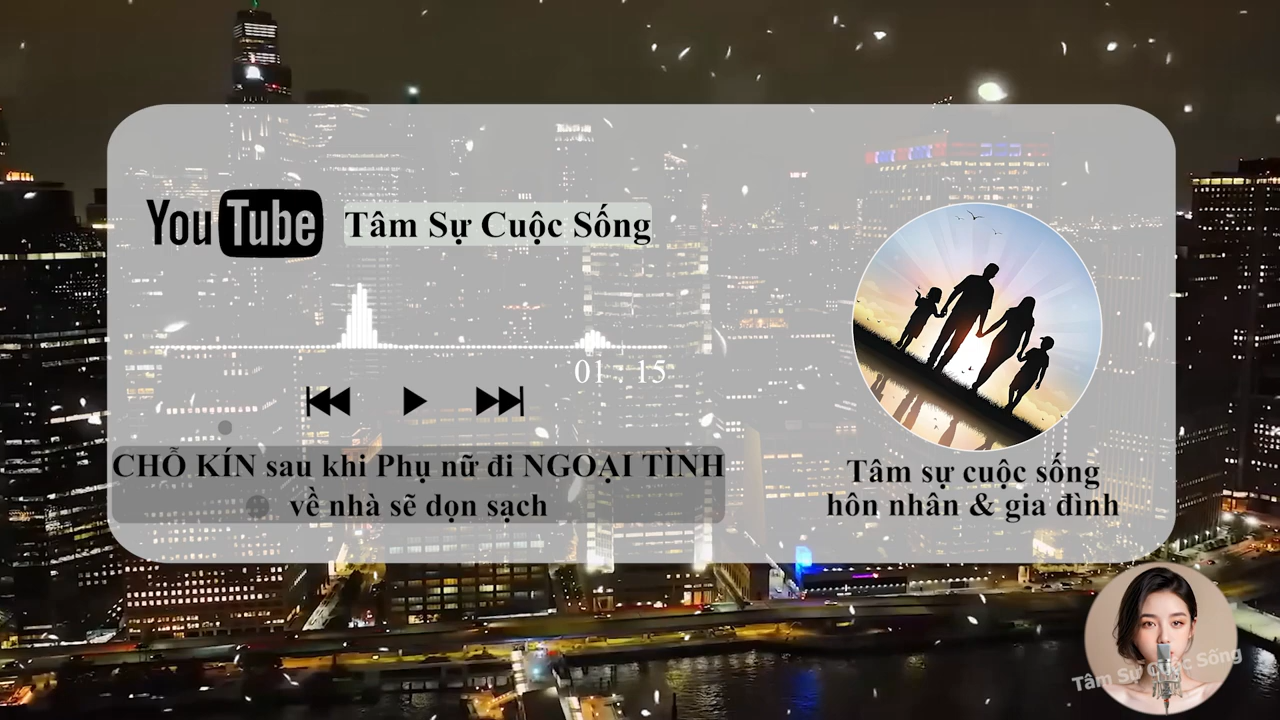 YouTube
Tâm Sự Cuộc Sống
01 : 15
CHỖ KÍN sau khi Phụ nữ đi NGOẠI TÌNH
về nhà sẽ dọn sạch
Tâm sự cuộc sống
hôn nhân & gia đình
Tâm Sự Cuộc Sống